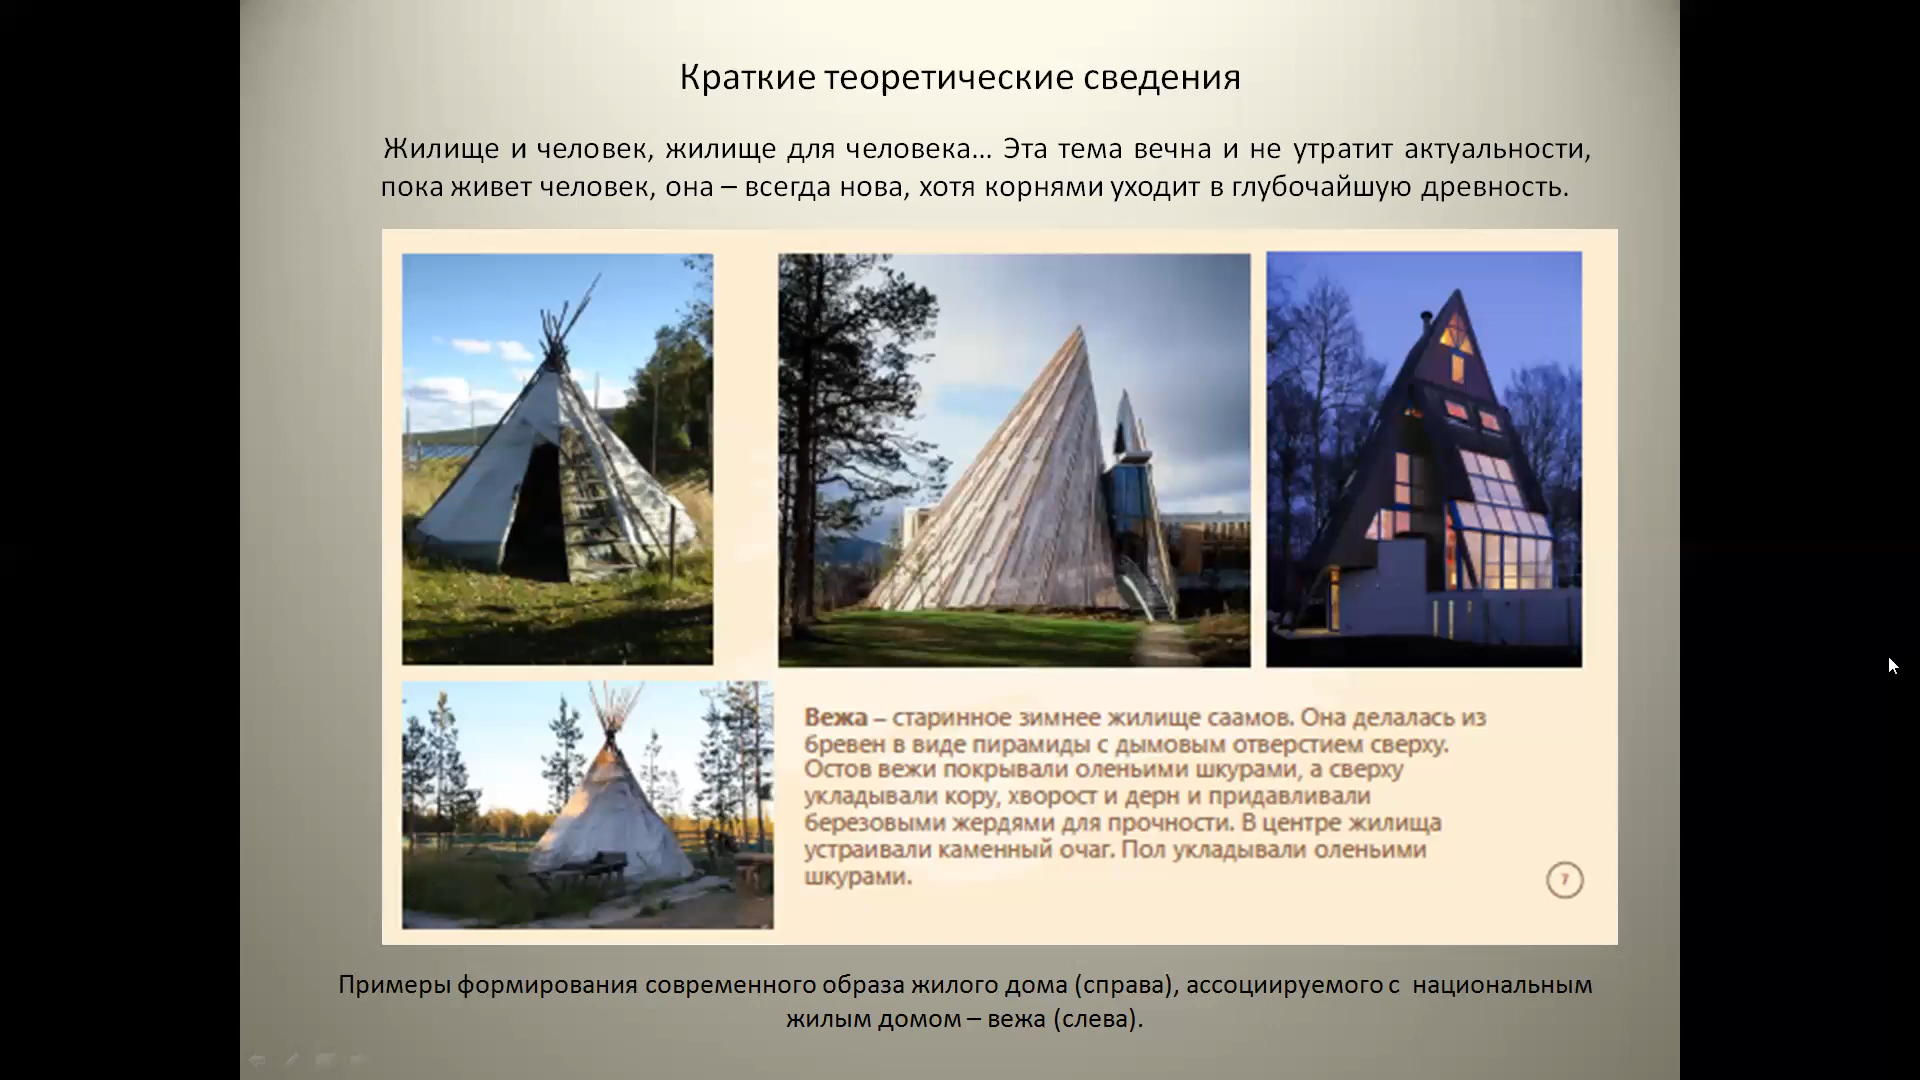 Краткие теоретические сведения
Жилище и человек, жилище для человека... Эта тема вечна и не утратит актуальности,
пока живет человек, она – всегда нова, хотя корнями уходит в глубочайшую древность.
Вежа – старинное зимнее жилище саамов. Она делалась из
бревен в виде пирамиды с дымовым отверстием сверху.
Остов вежи покрывали оленьими шкурами, а сверху
укладывали кору, хворост и дерн и придавливали
березовыми жердями для прочности. В центре жилища
устраивали каменный очаг. Пол укладывали оленьими
шкурами.
7
Примеры формирования современного образа жилого дома (справа), ассоциируемого с национальным
жилым домом – вежа (слева).